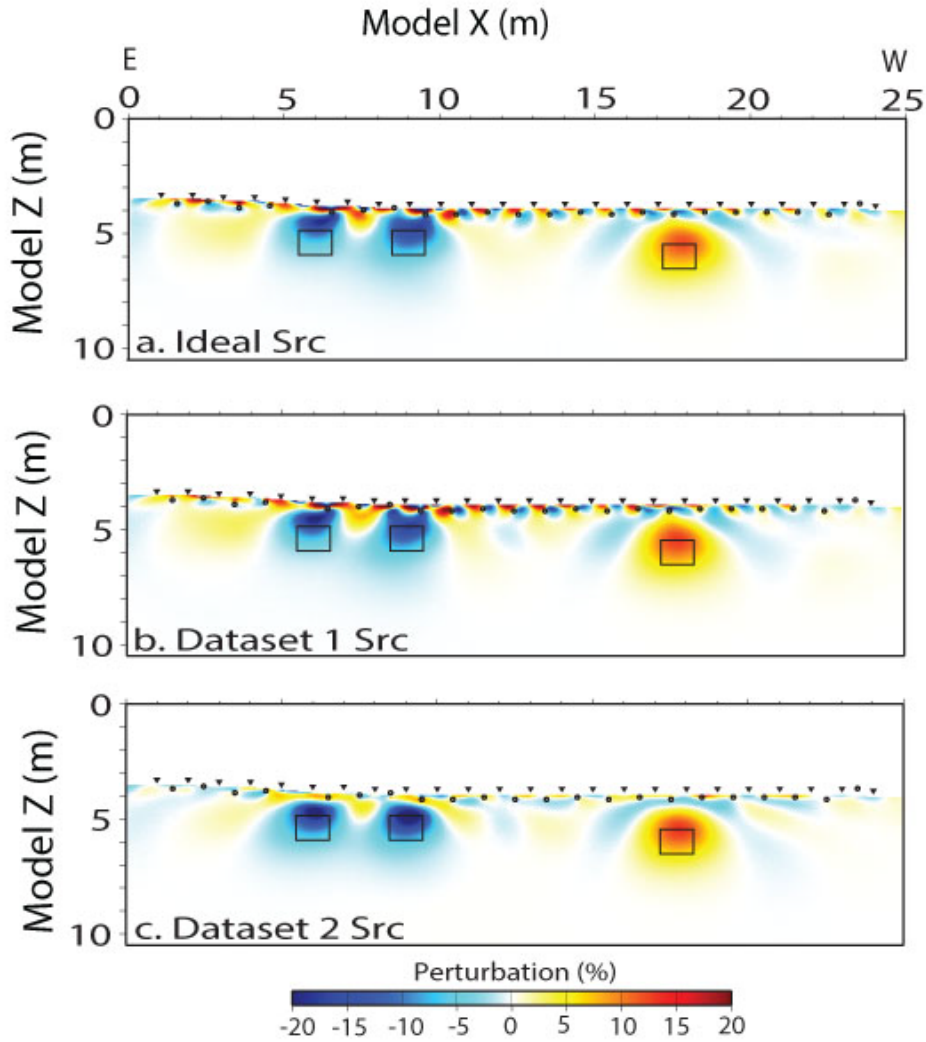 Model X (m)
E W
0 5 10 15 20 25
0
Model Z (m)
5
10
a. Ideal Src
0
Model Z (m)
5
10
b. Dataset 1 Src
0
Model Z (m)
5
10
c. Dataset 2 Src
Perturbation (%)
-20 -15 -10 -5 0 5 10 15 20